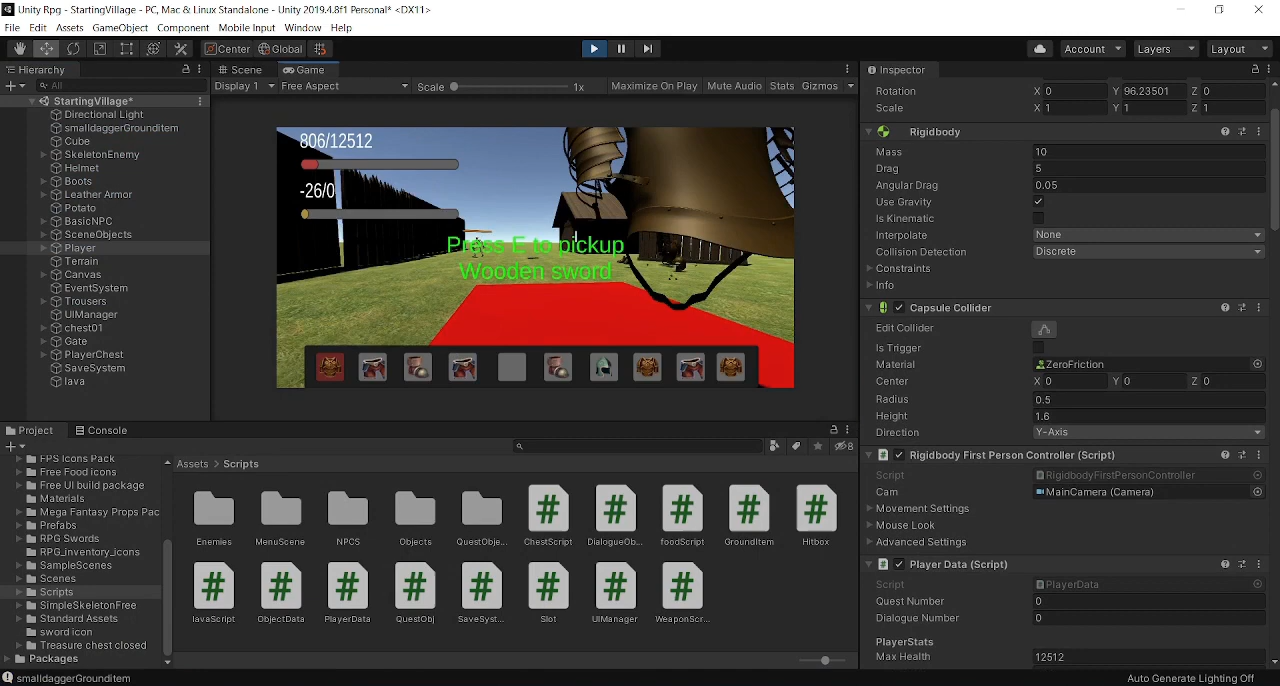 Unity Rpg - StartingVillage* - PC, Mac & Linux Standalone - Unity 2019.4.8f1 Personal* <DX11>
File Edit Assets GameObject Component Mobile Input Window Help
Center Global Account Layers Layout
Hierarchy
All
StartingVillage*
Directional Light
smalldaggerGrounditem
Cube
SkeletonEnemy
Helmet
Boots
Leather Armor
Potato
BasicNPC
SceneObjects
Player
Terrain
Canvas
EventSystem
Trousers
UIManager
chest01
Gate
PlayerChest
SaveSystem
lava
Scene Game
Display 1 Free Aspect Scale 1x Maximize On Play Mute Audio Stats Gizmos
806/12512
-26/0
Press E to pickup
Wooden sword
Project Console
8
FPS Icons Pack
Free Food icons
Free UI build package
Materials
Mega Fantasy Props Pac
Prefabs
RPG Swords
RPG_inventory_icons
SampleScenes
Scenes
Scripts
SimpleSkeletonFree
Standard Assets
sword icon
Treasure chest closed
Packages
Assets > Scripts
Enemies MenuScene NPCS Objects QuestObje... ChestScript DialogueOb... foodScript GroundItem Hitbox
lavaScript ObjectData PlayerData QuestObj SaveSyst... Slot UIManager WeaponScr...
Inspector
Rotation X 0 Y 96.23501 Z 0
Scale X 1 Y 1 Z 1
Rigidbody
Mass 10
Drag 5
Angular Drag 0.05
Use Gravity
Is Kinematic
Interpolate None
Collision Detection Discrete
Constraints
Info
Capsule Collider
Edit Collider
Is Trigger
Material ZeroFriction
Center X 0 Y 0 Z 0
Radius 0.5
Height 1.6
Direction Y-Axis
Rigidbody First Person Controller (Script)
Script RigidbodyFirstPersonController
Cam MainCamera (Camera)
Movement Settings
Mouse Look
Advanced Settings
Player Data (Script)
Script PlayerData
Quest Number 0
Dialogue Number 0
PlayerStats
Max Health 12512
smalldaggerGrounditem
Auto Generate Lighting Off